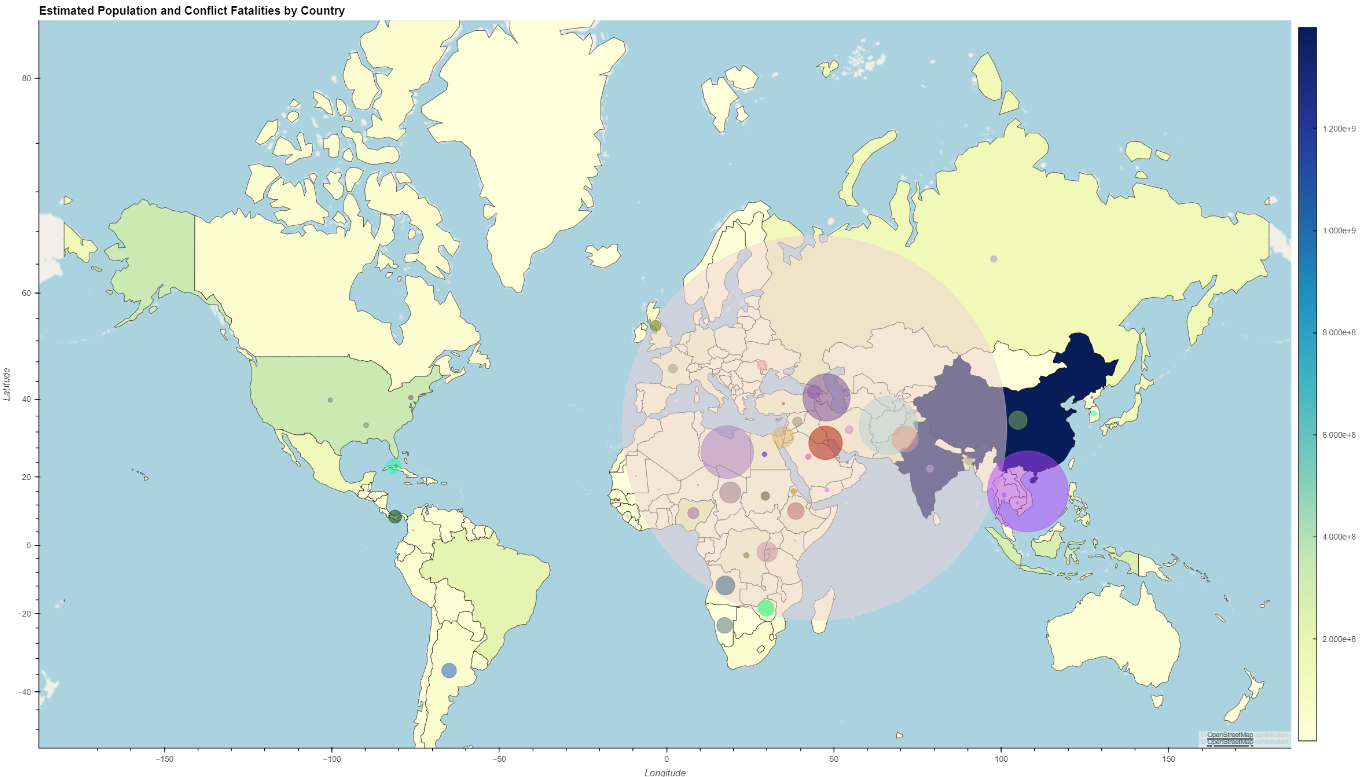 Estimated Population and Conflict Fatalities by Country
80
60
40
20
0
−20
−40
Latitude
−150
−100
−50
0
50
100
150
Longitude
1.200e+9
1.000e+9
8.000e+8
6.000e+8
4.000e+8
2.000e+8
© OpenStreetMap contributors
© OpenStreetMap contributors